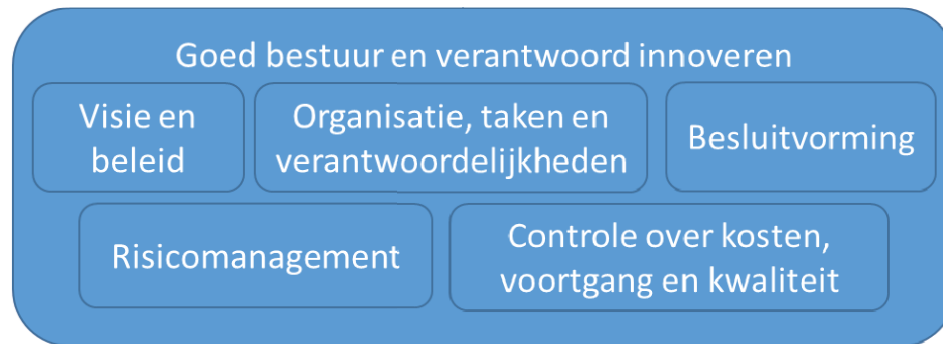 Goed bestuur en verantwoord innoveren
Visie en
beleid
Organisatie, taken en
verantwoordelijkheden
Besluitvorming
Risicomanagement
Controle over kosten,
voortgang en kwaliteit